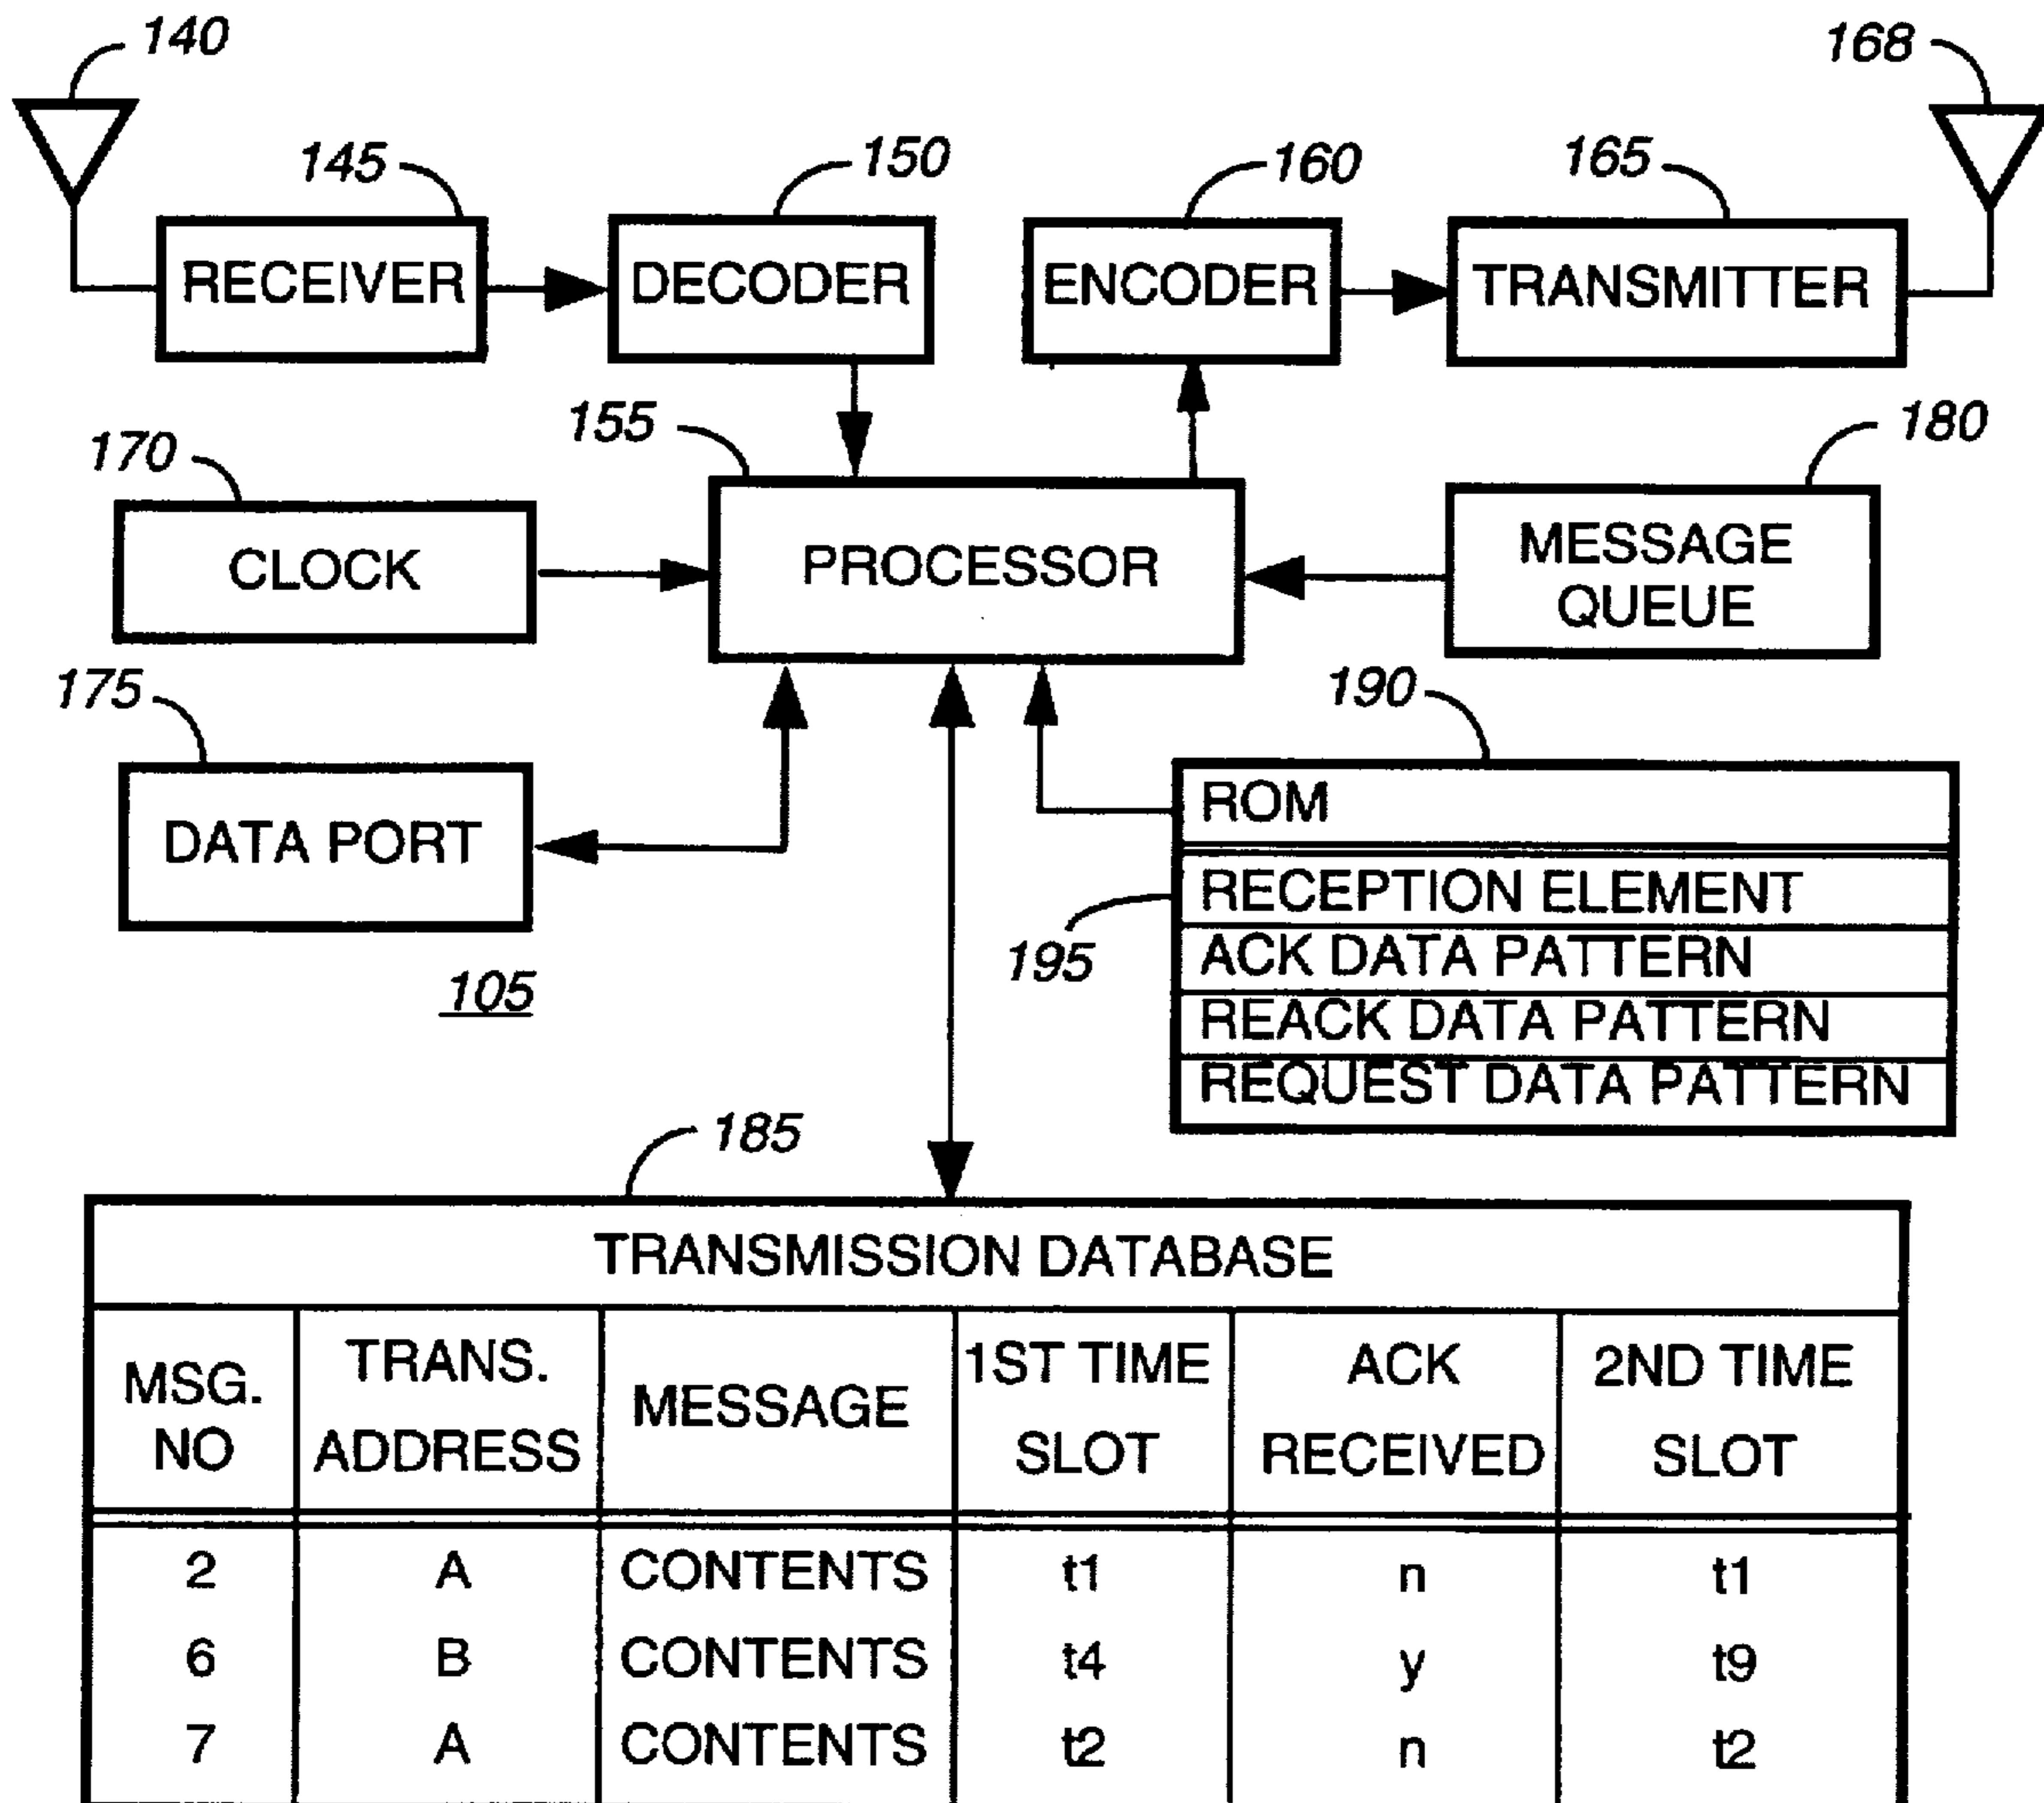 140
168
145
150
160
165
RECEIVER
DECODER
ENCODER
TRANSMITTER
170
155
180
CLOCK
PROCESSOR
MESSAGE
QUEUE
175
190
DATA PORT
ROM
RECEPTION ELEMENT
ACK DATA PATTERN
REACK DATA PATTERN
REQUEST DATA PATTERN
195
105
185
TRANSMISSION DATABASE
MSG.
NO
TRANS.
ADDRESS
MESSAGE
1ST TIME
SLOT
ACK
RECEIVED
2ND TIME
SLOT
2 A CONTENTS t1 n t1
6 B CONTENTS t4 y t9
7 A CONTENTS t2 n t2